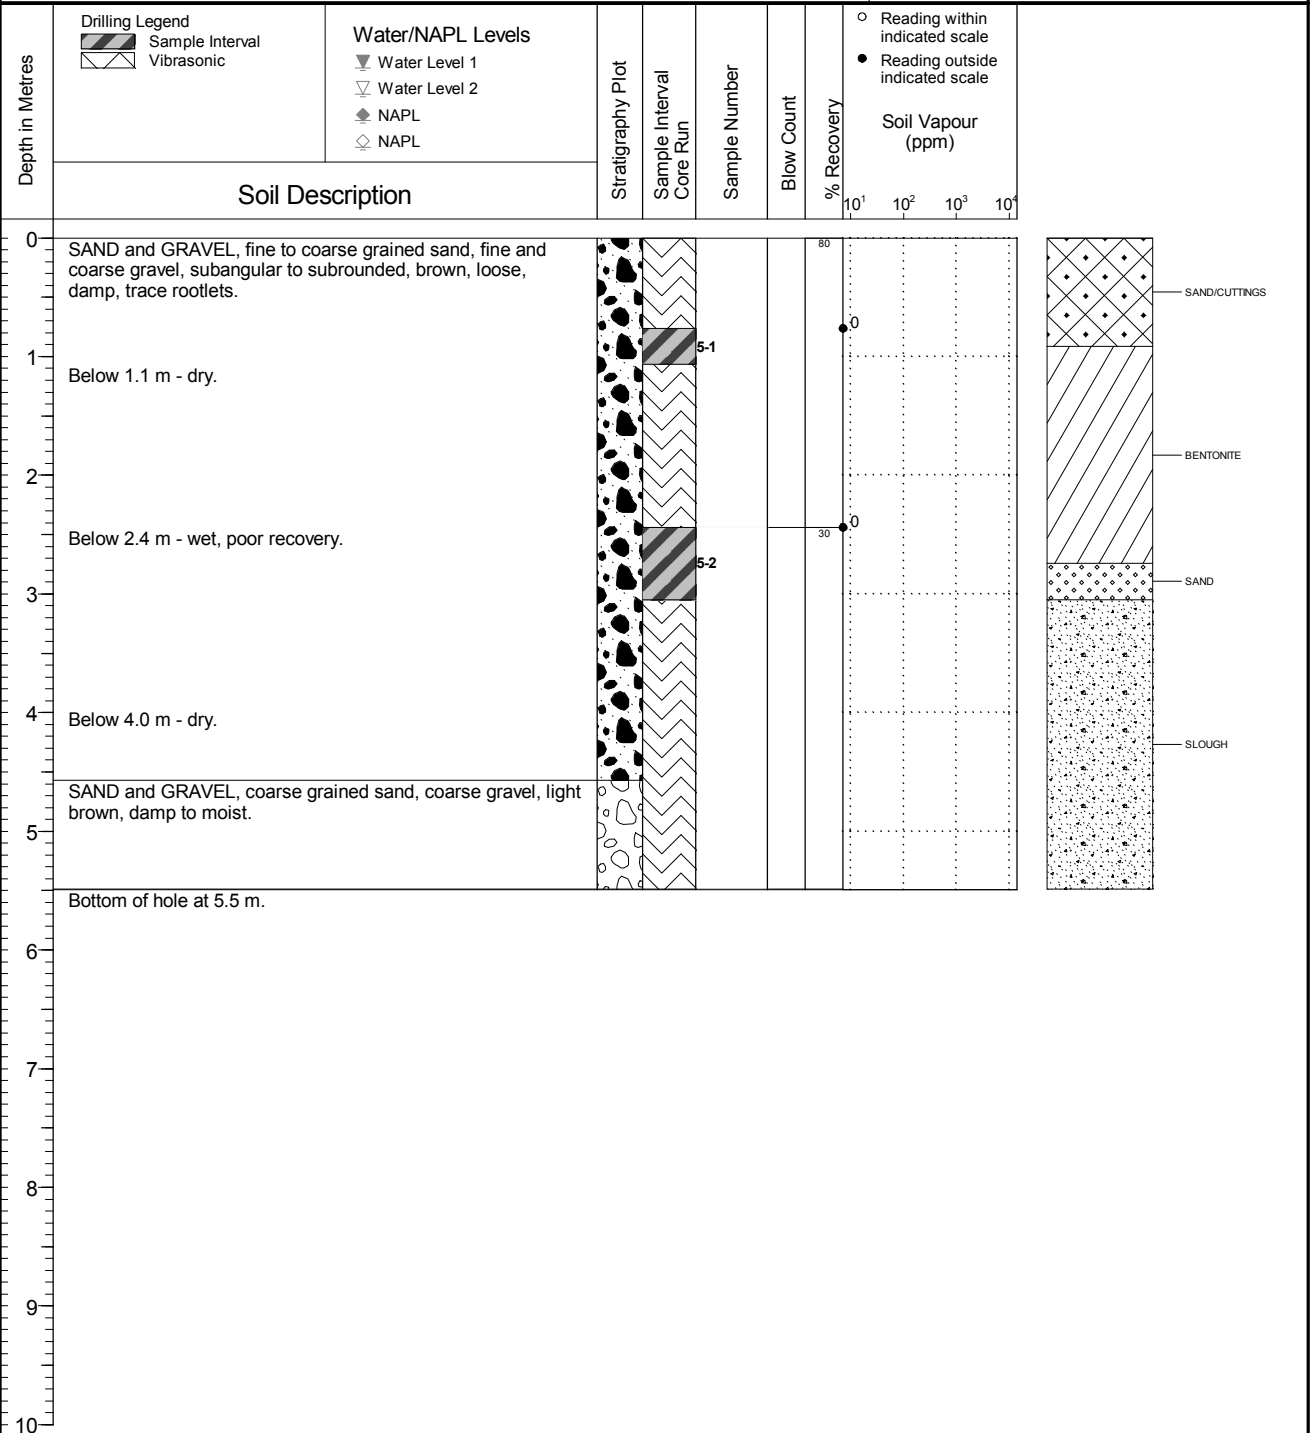 Drilling Legend
Sample Interval
Vibrasonic
Water/NAPL Levels
Water Level 1
Water Level 2
NAPL
NAPL
Depth in Metres
Soil Description
Stratigraphy Plot
Sample Interval
Core Run
Sample Number
Blow Count
% Recovery
Reading within
indicated scale
Reading outside
indicated scale
Soil Vapour
(ppm)
10¹ 10² 10³ 10⁴
0
SAND and GRAVEL, fine to coarse grained sand, fine and
coarse gravel, subangular to subrounded, brown, loose,
damp, trace rootlets.
80
SAND/CUTTINGS
0
5-1
1
Below 1.1 m - dry.
BENTONITE
2
0
30
Below 2.4 m - wet, poor recovery.
5-2
SAND
3
4
Below 4.0 m - dry.
SLOUGH
SAND and GRAVEL, coarse grained sand, coarse gravel, light
brown, damp to moist.
5
Bottom of hole at 5.5 m.
6
7
8
9
10